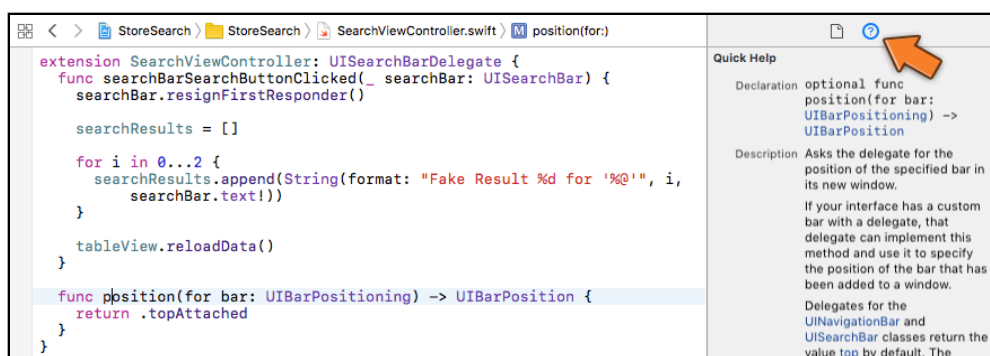 StoreSearch 〉 StoreSearch 〉 SearchViewController.swift 〉 M position(for:)
extension SearchViewController: UISearchBarDelegate {
func searchBarSearchButtonClicked(_ searchBar: UISearchBar) {
searchBar.resignFirstResponder()
searchResults = []
for i in 0...2 {
searchResults.append(String(format: "Fake Result %d for '%@'", i,
searchBar.text!))
}
tableView.reloadData()
}
func position(for bar: UIBarPositioning) -> UIBarPosition {
return .topAttached
}
}
Quick Help
Declaration optional func
position(for bar:
UIBarPositioning) ->
UIBarPosition
Description Asks the delegate for the
position of the specified bar in
its new window.
If your interface has a custom
bar with a delegate, that
delegate can implement this
method and use it to specify
the position of the bar that has
been added to a window.
Delegates for the
UINavigationBar and
UISearchBar classes return the
value top by default. The